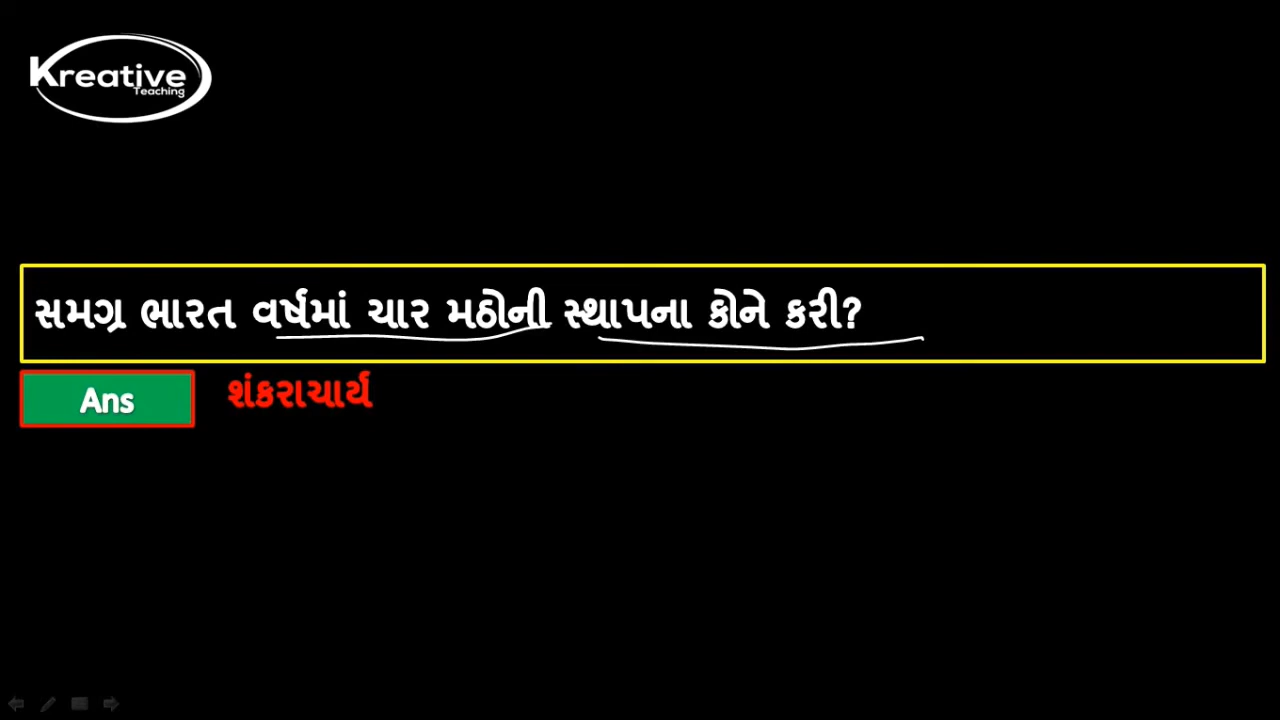 Kreative
Teaching
સમગ્ર ભારત વર્ષમાં ચાર મઠોની સ્થાપના કોને કરી?
Ans
શંકરાચાર્ય